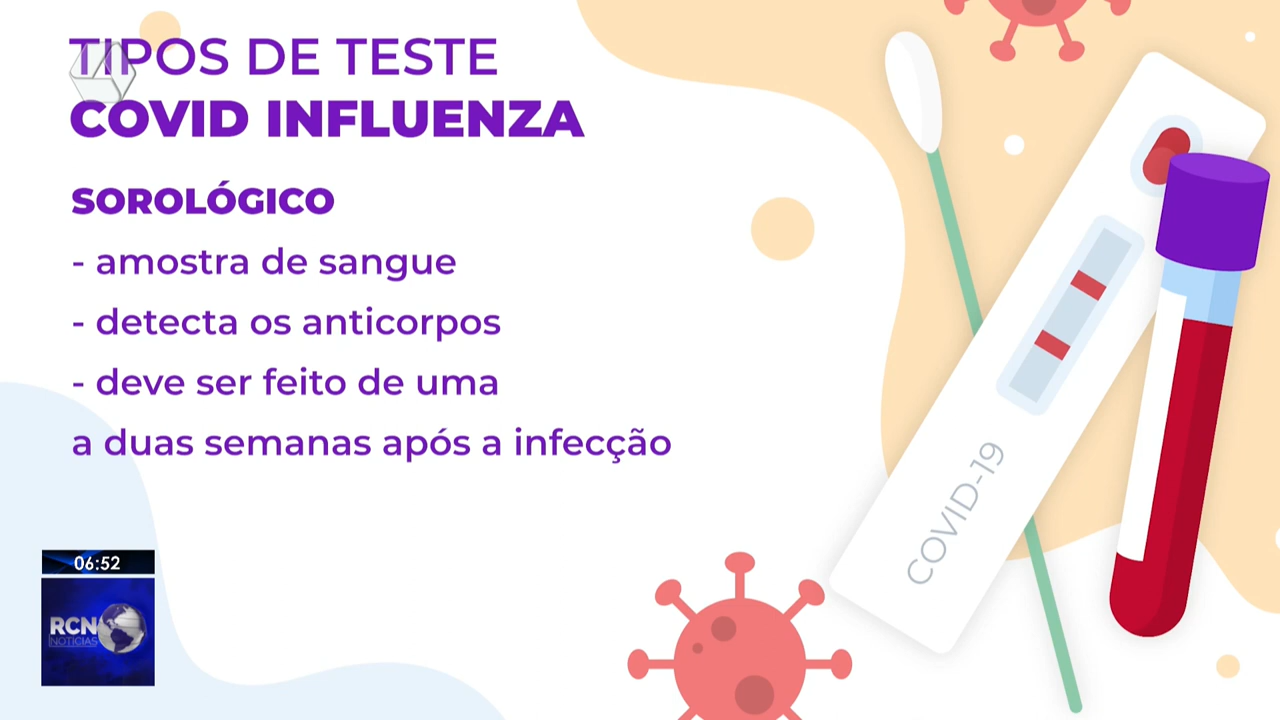 TIPOS DE TESTE
COVID INFLUENZA
SOROLÓGICO
- amostra de sangue
- detecta os anticorpos
- deve ser feito de uma
a duas semanas após a infecção
COVID-19
06:52
RCN
NOTÍCIAS